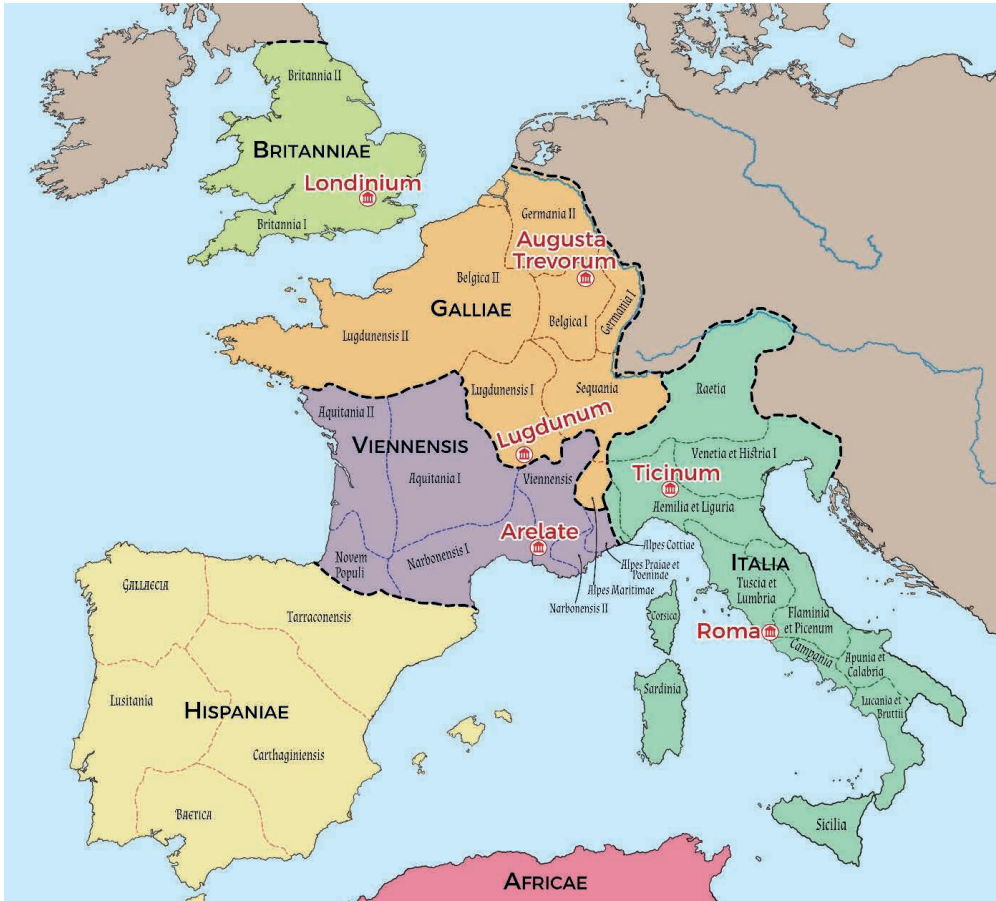 Britannia II
BRITANNIAE
Londinium
Britannia I
Germania II
Augusta
Trevorum
Belgica II
GALLIAE
Belgica I
Germania I
Lugdunensis II
Lugdunensis I
Sequania
Raetia
Aquitania II
VIENNENSIS
Lugdunum
Aquitania I
Viennensis
Venetia et Histria I
Ticinum
Aemilia et Liguria
Arelate
Novem
Populi
Narbonensis I
Alpes Cottiae
Alpes Praiae et
Poeninde
Alpes Maritimae
Narbonensis II
ITALIA
Tuscia et
Lumbria
Flaminia
et Picenum
Roma
Corsica
Campania
Apunia et
Calabria
Sardinia
Lucania et
Bruttii
Sicilia
GALLAECIA
Tarraconensis
Lusitania
HISPANIAE
Carthaginiensis
BAETICA
AFRICAE